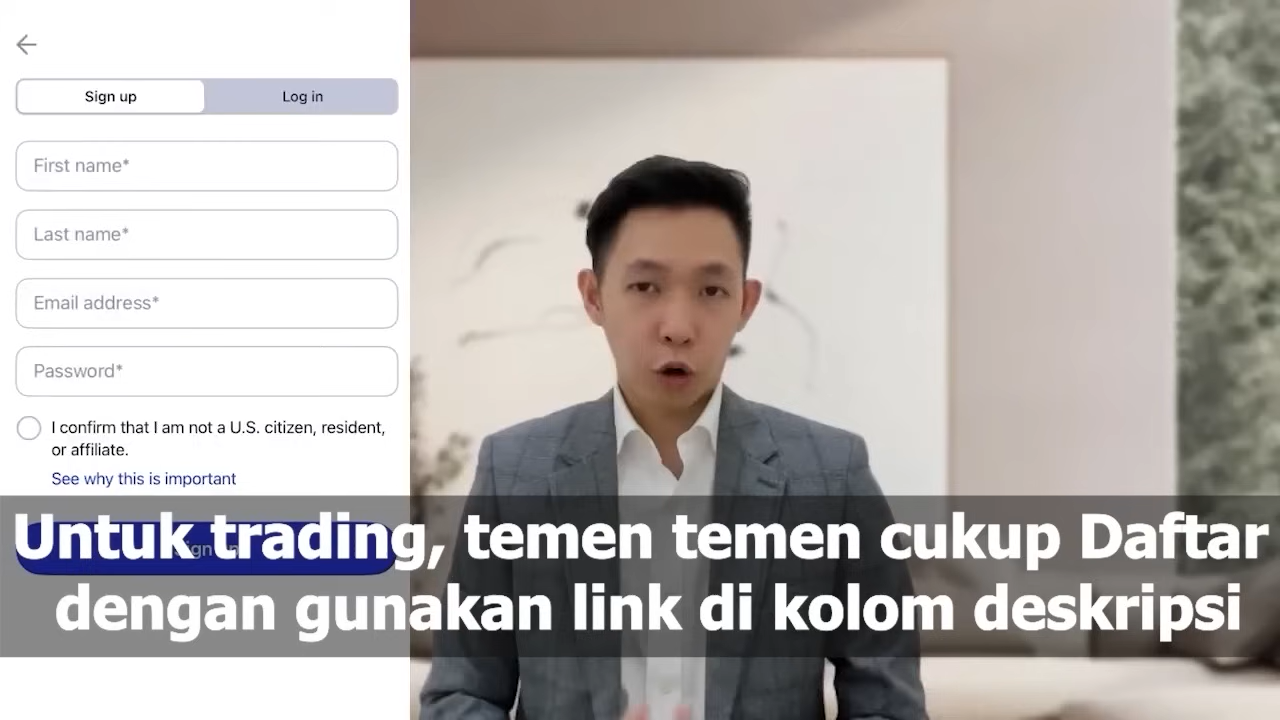 Sign up
Log in
First name*
Last name*
Email address*
Password*
I confirm that I am not a U.S. citizen, resident,
or affiliate.
See why this is important
Untuk trading, temen temen cukup Daftar
dengan gunakan link di kolom deskripsi